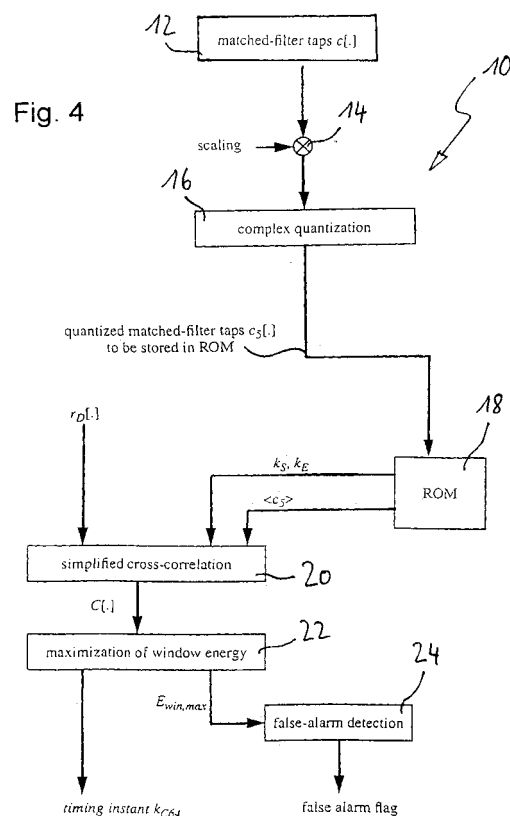 12
matched-filter taps c[.]
10
Fig. 4
14
scaling
16
complex quantization
quantized matched-filter taps c5[.]
to be stored in ROM
18
rD[.]
kS, kE
ROM
<c5>
simplified cross-correlation
20
C[.]
22
maximization of window energy
24
Ewin,max
false-alarm detection
timing instant kC64
false alarm flag